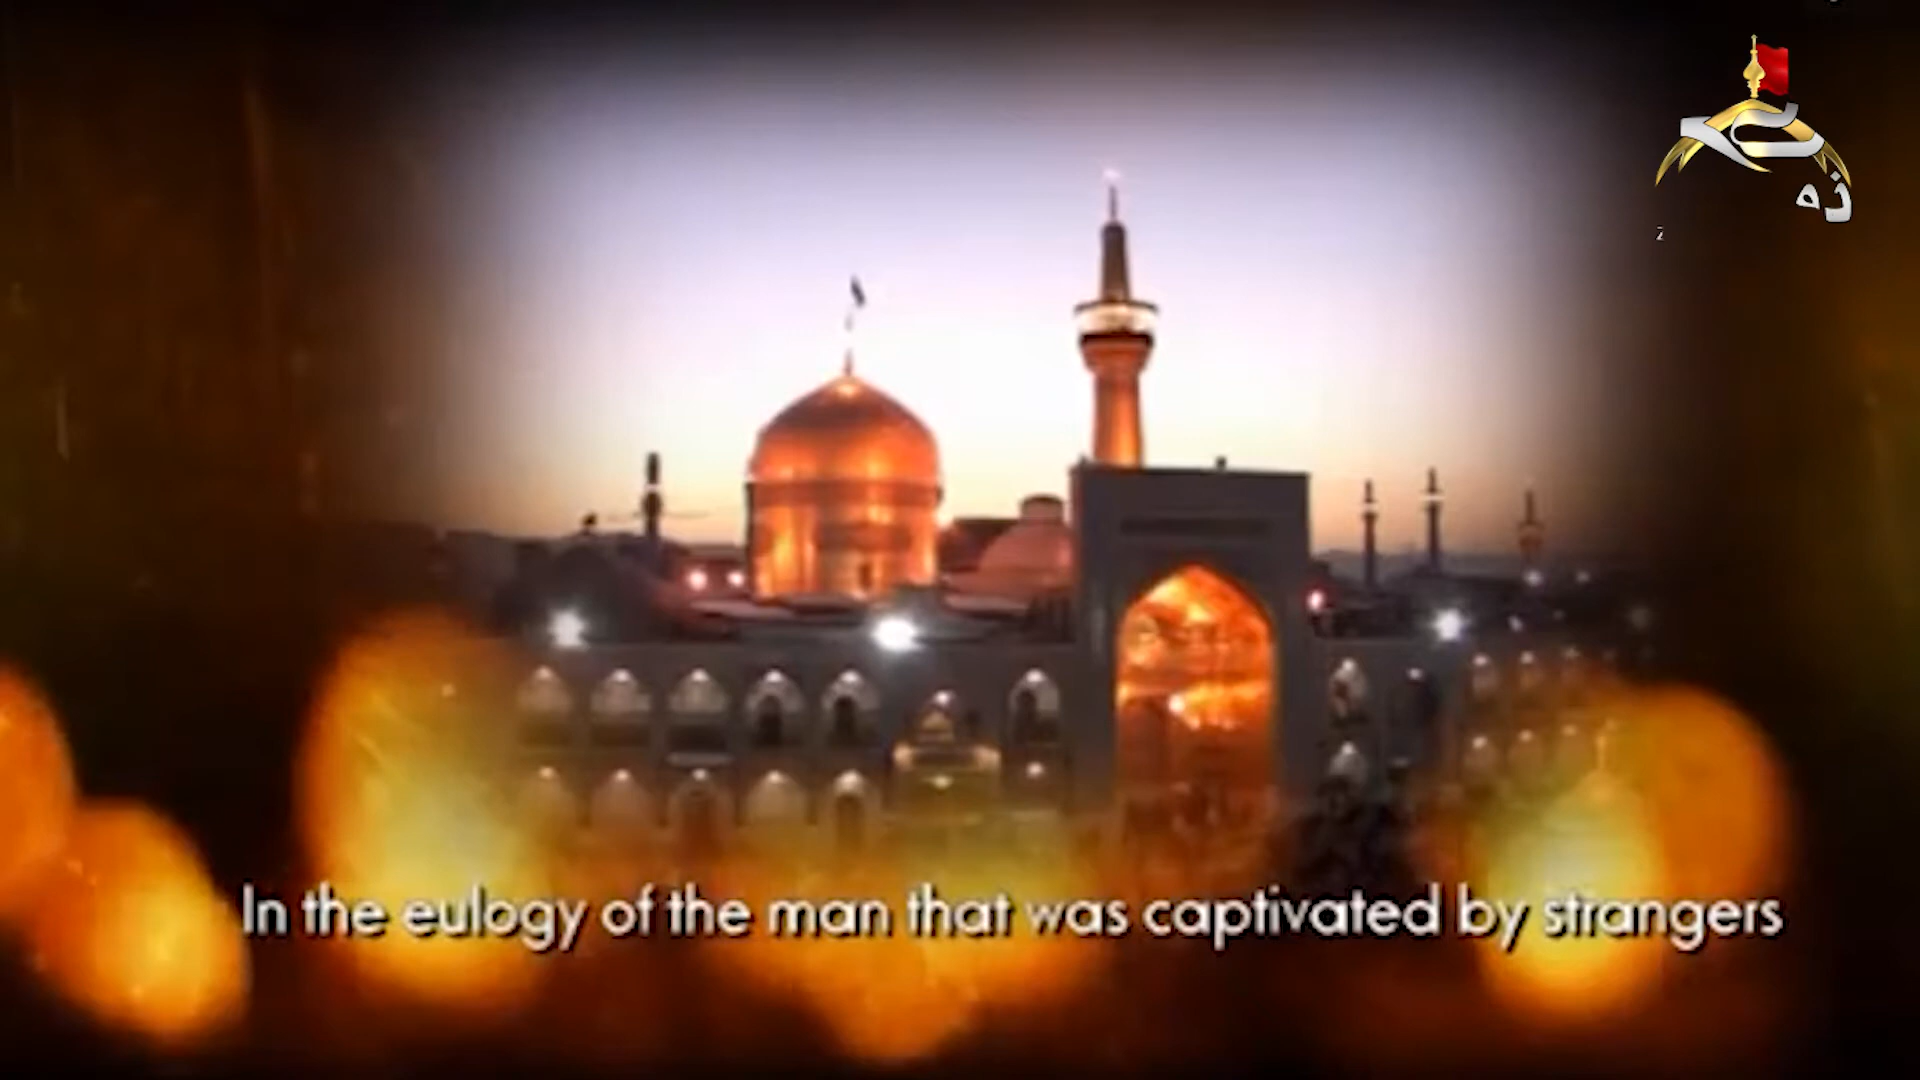 In the eulogy of the man that was captivated by strangers